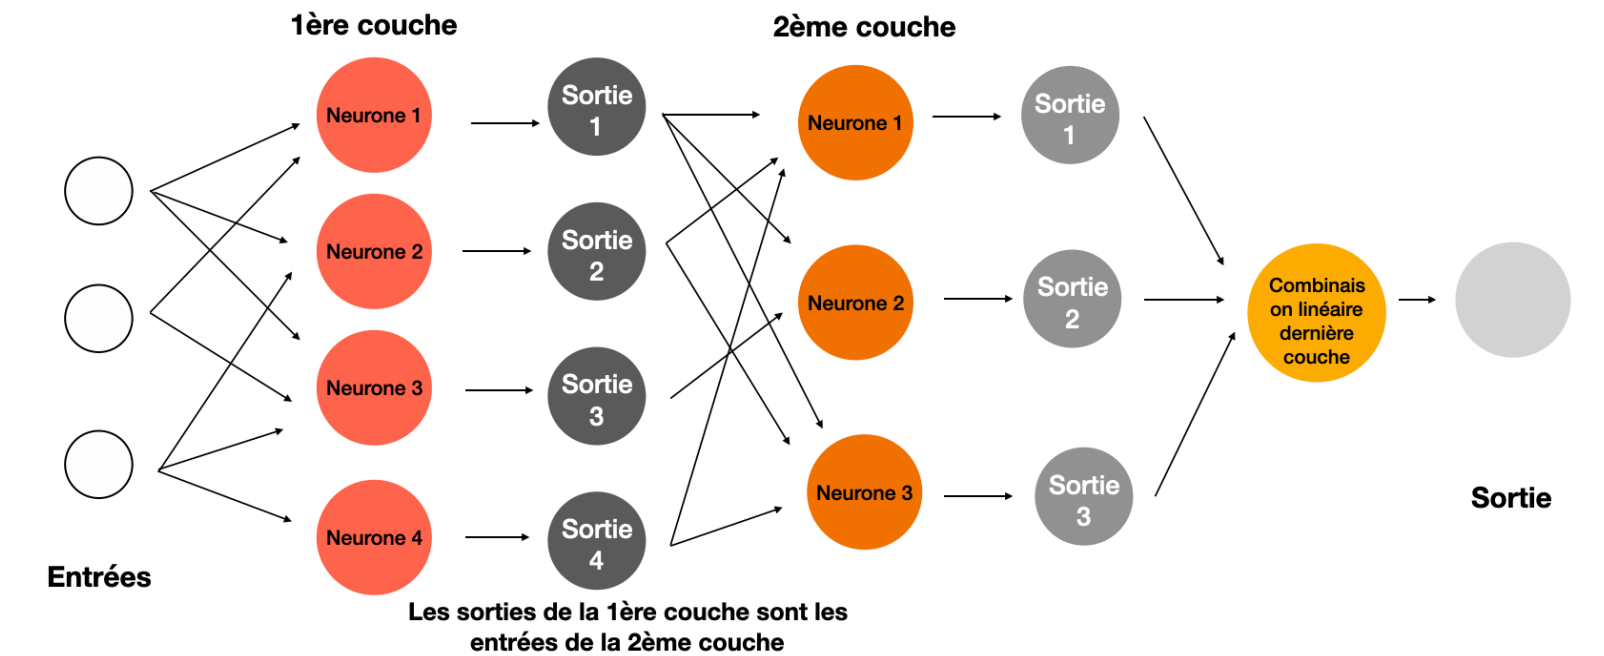 1ère couche
2ème couche
Neurone 1
Sortie
1
Neurone 1
Sortie
1
Neurone 2
Sortie
2
Neurone 2
Sortie
2
Combinais
on linéaire
dernière
couche
Neurone 3
Sortie
3
Neurone 3
Sortie
3
Sortie
Neurone 4
Sortie
4
Entrées
Les sorties de la 1ère couche sont les
entrées de la 2ème couche